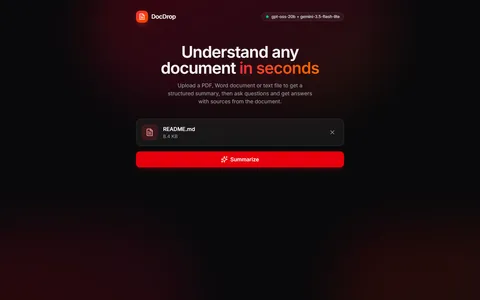 DocDrop
gpt-oss-20b + gemini-3.5-flash-lite
Understand any
document in seconds
Upload a PDF, Word document or text file to get a
structured summary, then ask questions and get answers
with sources from the document.
README.md
8.4 KB
Summarize